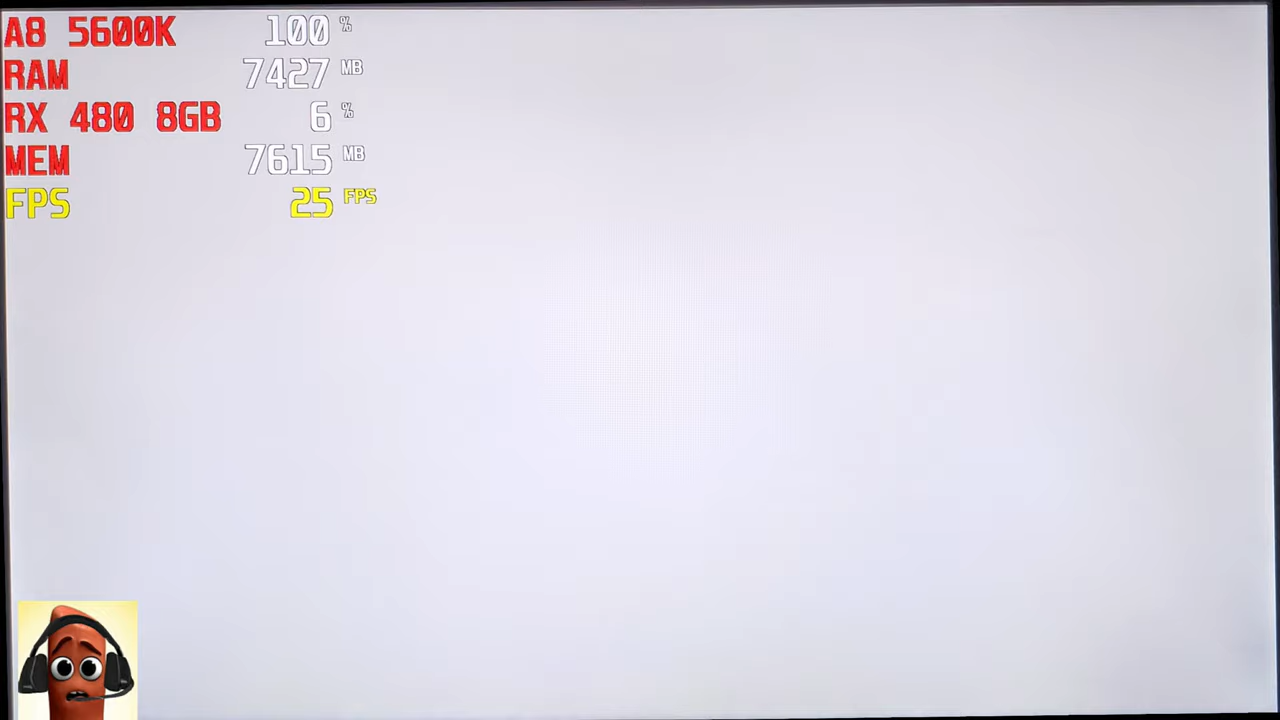 A8 5600K 100 %
RAM 7427 MB
RX 480 8GB 6 %
MEM 7615 MB
FPS 25 FPS